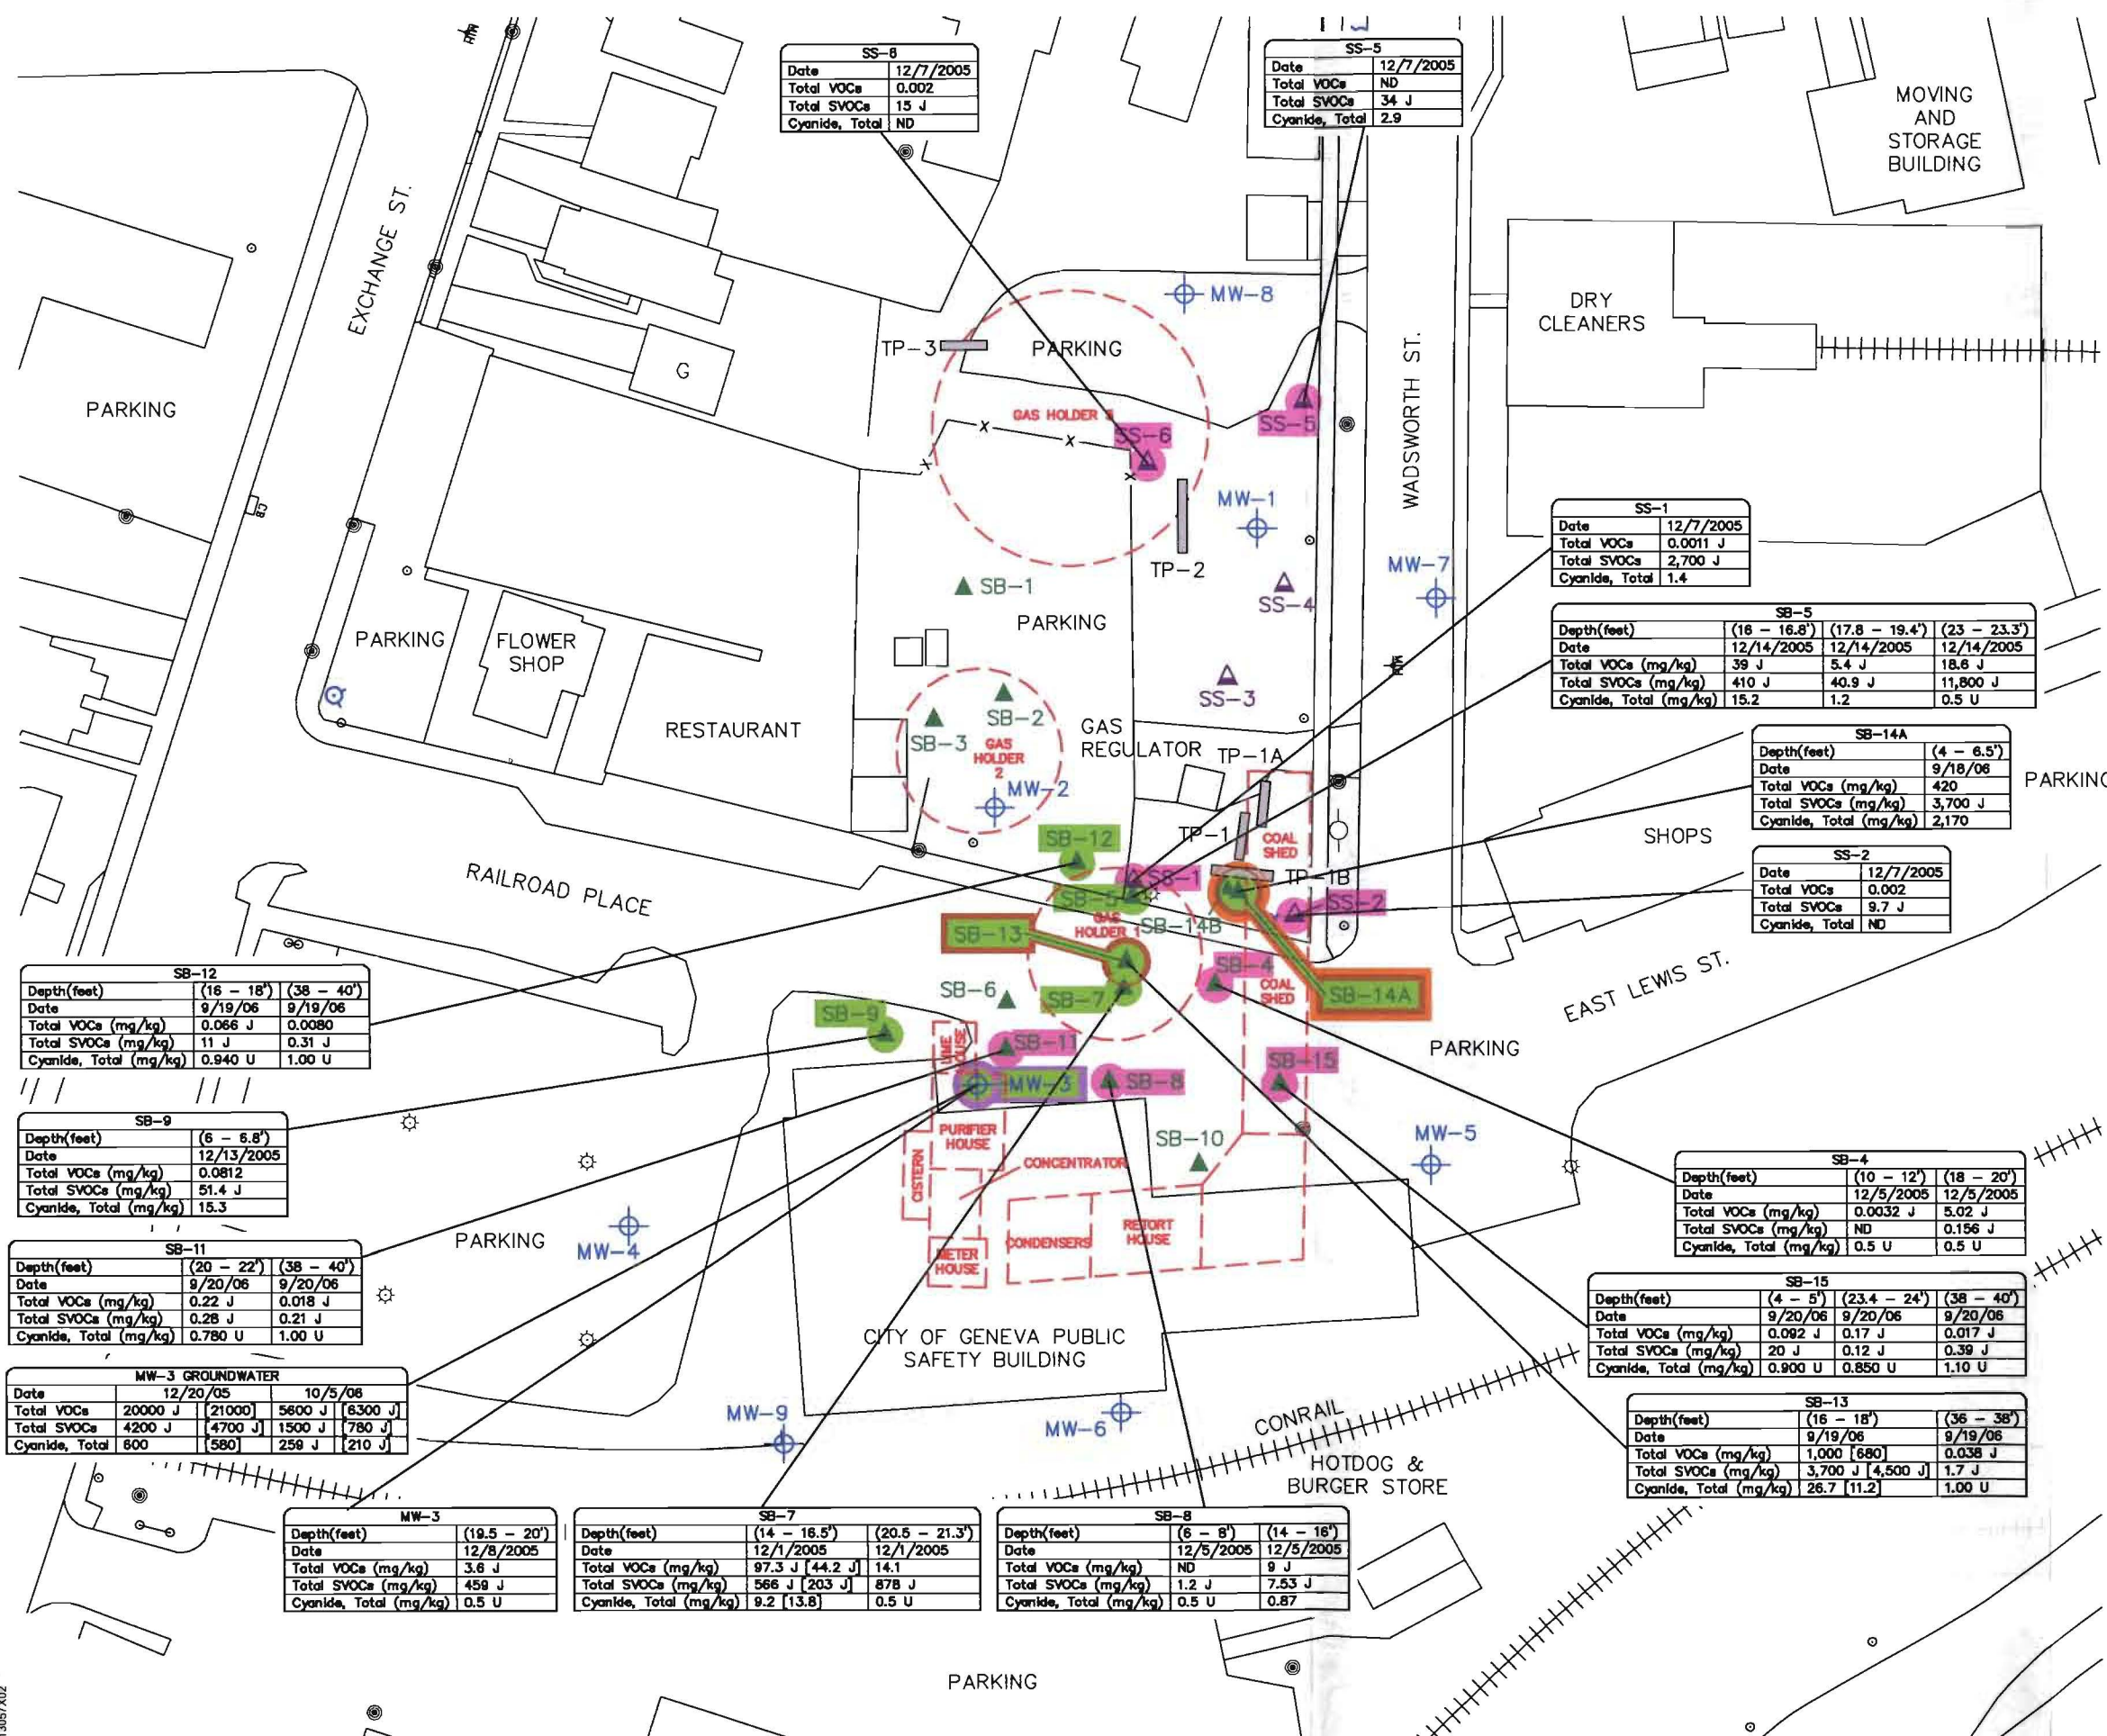 SS-8
Date 12/7/2005
Total VOCs 0.002
Total SVOCs 15 J
Cyanide, Total ND
SS-5
Date 12/7/2005
Total VOCs ND
Total SVOCs 34 J
Cyanide, Total 2.9
MOVING
AND
STORAGE
BUILDING
EXCHANGE ST.
MW-8
DRY
CLEANERS
TP-3
PARKING
G
PARKING
GAS HOLDER
SS-5
SS-6
WADSWORTH ST.
MW-1
CB
SS-1
Date 12/7/2005
Total VOCs 0.0011 J
Total SVOCs 2,700 J
Cyanide, Total 1.4
TP-2
MW-7
SB-1
SS-4
PARKING
PARKING
FLOWER
SHOP
SB-5
Depth(feet) (16 - 16.8') (17.8 - 19.4') (23 - 23.3')
Date 12/14/2005 12/14/2005 12/14/2005
Total VOCs (mg/kg) 39 J 5.4 J 18.6 J
Total SVOCs (mg/kg) 410 J 40.9 J 11,800 J
Cyanide, Total (mg/kg) 15.2 1.2 0.5 U
SS-3
SB-2
SB-3
RESTAURANT
GAS
HOLDER
2
GAS
REGULATOR
TP-1A
MW-2
SB-14A
Depth(feet) (4 - 6.5')
Date 9/18/06
Total VOCs (mg/kg) 420
Total SVOCs (mg/kg) 3,700 J
Cyanide, Total (mg/kg) 2,170
PARKING
SHOPS
SB-12
TP-1
COAL
SHED
SS-2
Date 12/7/2005
Total VOCs 0.002
Total SVOCs 9.7 J
Cyanide, Total ND
RAILROAD PLACE
SS-1
TP-1B
SB-5
SS-2
GAS
HOLDER 1
SB-14B
SB-13
SB-4
SB-6
SB-7
COAL
SHED
SB-14A
EAST LEWIS ST.
SB-12
Depth(feet) (16 - 18') (38 - 40')
Date 9/19/06 9/19/06
Total VOCs (mg/kg) 0.066 J 0.0080
Total SVOCs (mg/kg) 11 J 0.31 J
Cyanide, Total (mg/kg) 0.940 U 1.00 U
SB-9
LIME
HOUSE
SB-11
PARKING
SB-15
MW-3
SB-8
SB-9
Depth(feet) (6 - 6.8')
Date 12/13/2005
Total VOCs (mg/kg) 0.0812
Total SVOCs (mg/kg) 51.4 J
Cyanide, Total (mg/kg) 15.3
PURIFIER
HOUSE
SB-10
MW-5
CISTERN
CONCENTRATOR
SB-4
Depth(feet) (10 - 12') (18 - 20')
Date 12/5/2005 12/5/2005
Total VOCs (mg/kg) 0.0032 J 5.02 J
Total SVOCs (mg/kg) ND 0.156 J
Cyanide, Total (mg/kg) 0.5 U 0.5 U
PARKING
MW-4
METER
HOUSE
CONDENSERS
RETORT
HOUSE
SB-11
Depth(feet) (20 - 22') (38 - 40')
Date 9/20/06 9/20/06
Total VOCs (mg/kg) 0.22 J 0.018 J
Total SVOCs (mg/kg) 0.28 J 0.21 J
Cyanide, Total (mg/kg) 0.780 U 1.00 U
SB-15
Depth(feet) (4 - 5') (23.4 - 24') (38 - 40')
Date 9/20/06 9/20/06 9/20/06
Total VOCs (mg/kg) 0.092 J 0.17 J 0.017 J
Total SVOCs (mg/kg) 20 J 0.12 J 0.39 J
Cyanide, Total (mg/kg) 0.900 U 0.850 U 1.10 U
CITY OF GENEVA PUBLIC
SAFETY BUILDING
MW-3 GROUNDWATER
Date 12/20/05 10/5/06
Total VOCs 20000 J [21000] 5600 J [6300 J]
Total SVOCs 4200 J [4700 J] 1500 J [780 J]
Cyanide, Total 600 [580] 259 J [210 J]
MW-9
MW-6
CONRAIL
HOTDOG &
BURGER STORE
SB-13
Depth(feet) (16 - 18') (36 - 38')
Date 9/19/06 9/19/06
Total VOCs (mg/kg) 1,000 [680] 0.038 J
Total SVOCs (mg/kg) 3,700 J [4,500 J] 1.7 J
Cyanide, Total (mg/kg) 26.7 [11.2] 1.00 U
MW-3
Depth(feet) (19.5 - 20')
Date 12/8/2005
Total VOCs (mg/kg) 3.6 J
Total SVOCs (mg/kg) 459 J
Cyanide, Total (mg/kg) 0.5 U
SB-7
Depth(feet) (14 - 16.5') (20.5 - 21.3')
Date 12/1/2005 12/1/2005
Total VOCs (mg/kg) 97.3 J [44.2 J] 14.1
Total SVOCs (mg/kg) 566 J [203 J] 878 J
Cyanide, Total (mg/kg) 9.2 [13.8] 0.5 U
SB-8
Depth(feet) (6 - 8') (14 - 16')
Date 12/5/2005 12/5/2005
Total VOCs (mg/kg) ND 9 J
Total SVOCs (mg/kg) 1.2 J 7.53 J
Cyanide, Total (mg/kg) 0.5 U 0.87
PARKING